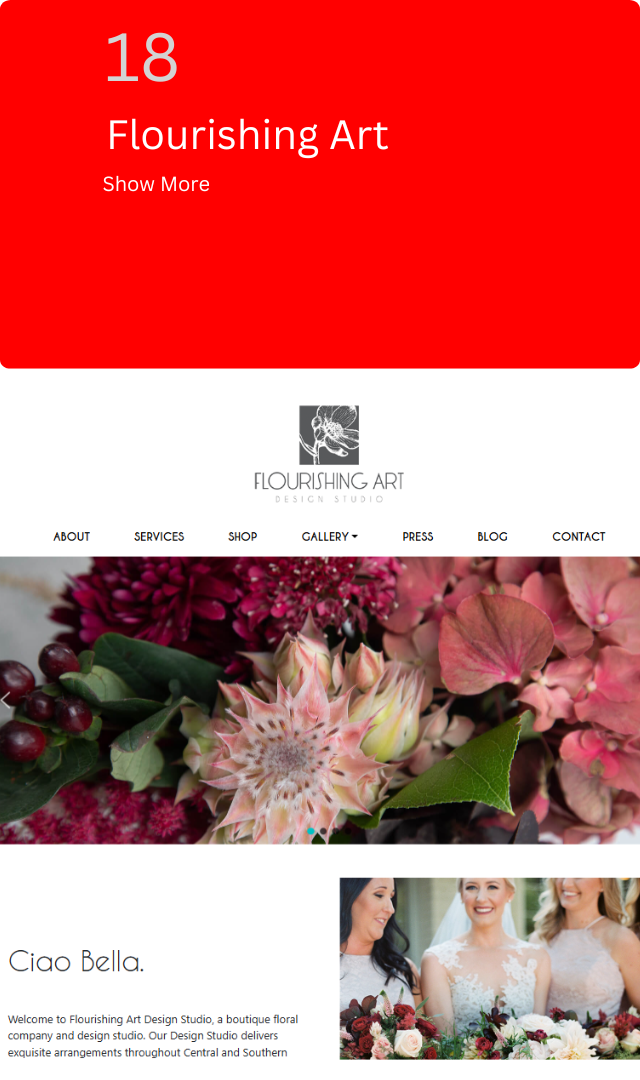 18
Flourishing Art
Show More
FLOURISHING ART
DESIGN STUDIO
ABOUT SERVICES SHOP GALLERY PRESS BLOG CONTACT
Ciao Bella.
Welcome to Flourishing Art Design Studio, a boutique floral
company and design studio. Our Design Studio delivers
exquisite arrangements throughout Central and Southern